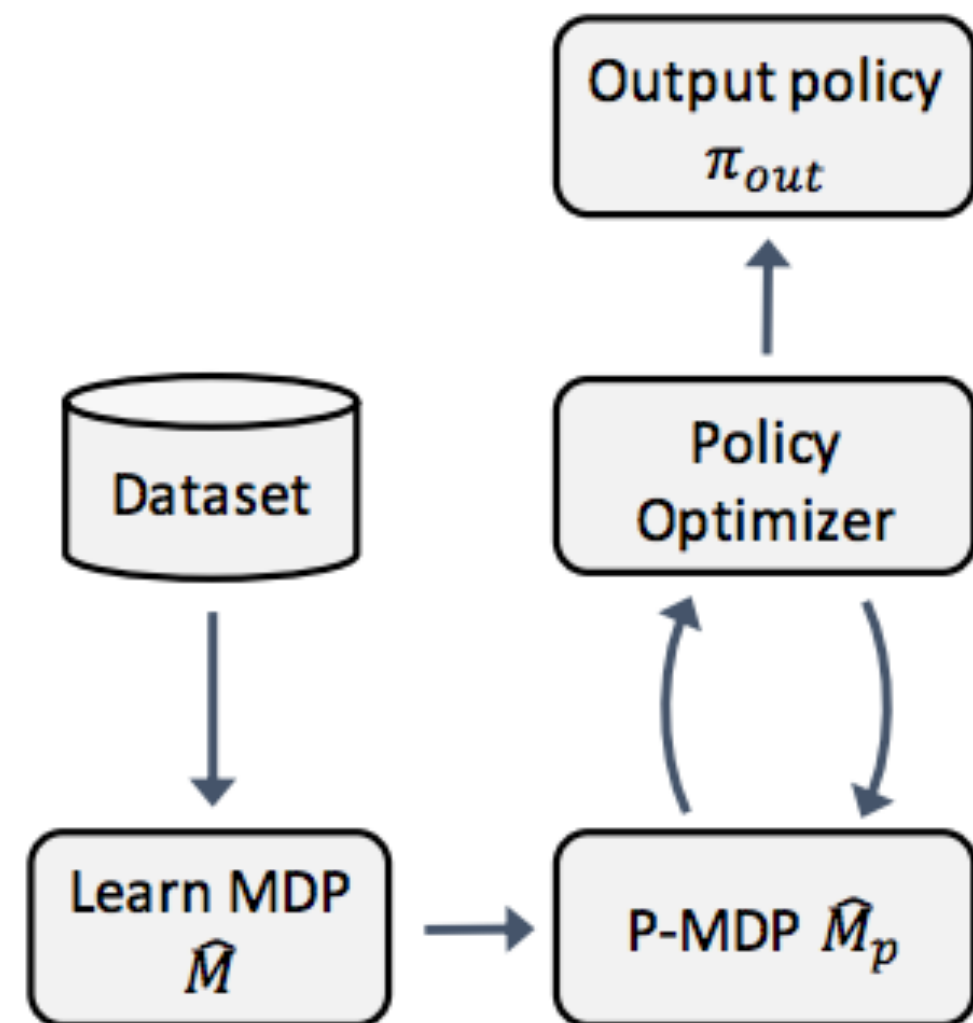 Output policy
π_out
Dataset
Policy
Optimizer
Learn MDP
M̂
P-MDP M̂_p